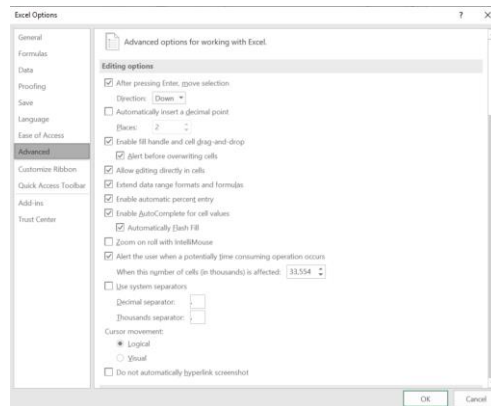 Excel Options
?
General
Formulas
Data
Proofing
Save
Language
Ease of Access
Advanced
Customize Ribbon
Quick Access Toolbar
Add-ins
Trust Center
Advanced options for working with Excel.
Editing options
After pressing Enter, move selection
Direction: Down
Automatically insert a decimal point
Places: 2
Enable fill handle and cell drag-and-drop
Alert before overwriting cells
Allow editing directly in cells
Extend data range formats and formulas
Enable automatic percent entry
Enable AutoComplete for cell values
Automatically Flash Fill
Zoom on roll with IntelliMouse
Alert the user when a potentially time consuming operation occurs
When this number of cells (in thousands) is affected: 33,554
Use system separators
Decimal separator:
Thousands separator:
Cursor movement:
Logical
Visual
Do not automatically hyperlink screenshot
OK
Cancel